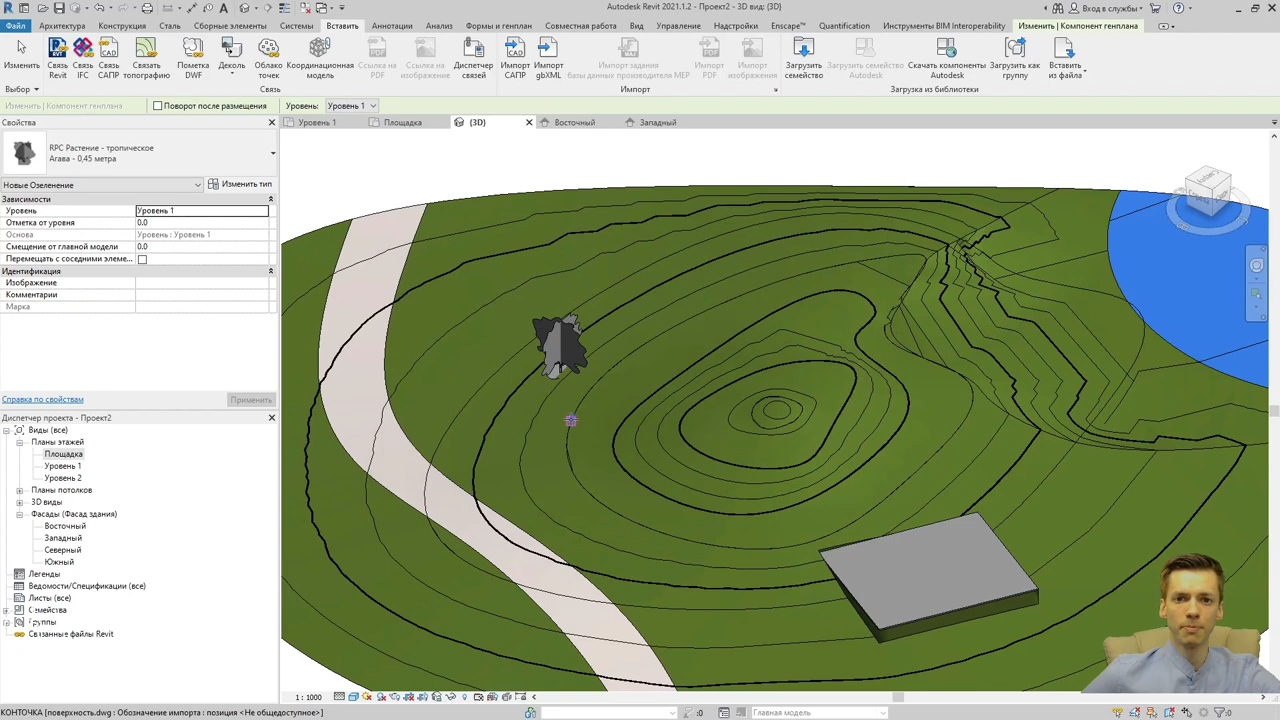 Autodesk Revit 2021.1.2 - Проект2 - 3D вид: {3D}
Вход в службы
Файл Архитектура Конструкция Сталь Сборные элементы Системы Вставить Аннотации Анализ Формы и генплан Совместная работа Вид Управление Надстройки Enscape™ Quantification Инструменты BIM Interoperability Изменить | Компонент генплана
Изменить
Связь Revit
Связь IFC
Связь САПР
Связать топографию
Пометка DWF
Деколь
Облако точек
Координационная модель
Ссылка на PDF
Ссылка на изображение
Диспетчер связей
Импорт САПР
Импорт gbXML
Импорт задания базы данных производителя MEP
Импорт PDF
Импорт изображения
Загрузить семейство
Загрузить семейство Autodesk
Скачать компоненты Autodesk
Загрузить как группу
Вставить из файла
Выбор
Связь
Импорт
Загрузка из библиотеки
Изменить | Компонент генплана
Поворот после размещения
Уровень: Уровень 1
Свойства
Уровень 1
Площадка
{3D}
Восточный
Западный
RPC Растение - тропическое
Агава - 0,45 метра
Новые Озеленение
Изменить тип
Зависимости
Уровень Уровень 1
Отметка от уровня 0.0
Основа Уровень : Уровень 1
Смещение от главной модели 0.0
Перемещать с соседними элеме...
Идентификация
Изображение
Комментарии
Марка
Справка по свойствам
Применить
Диспетчер проекта - Проект2
Виды (все)
Планы этажей
Площадка
Уровень 1
Уровень 2
Планы потолков
3D виды
Фасады (Фасад здания)
Восточный
Западный
Северный
Южный
Легенды
Ведомости/Спецификации (все)
Листы (все)
Семейства
Группы
Связанные файлы Revit
1 : 1000
КОНТОЧКА [поверхность.dwg : Обозначение импорта : позиция <Не общедоступное>]
:0
Главная модель
:0